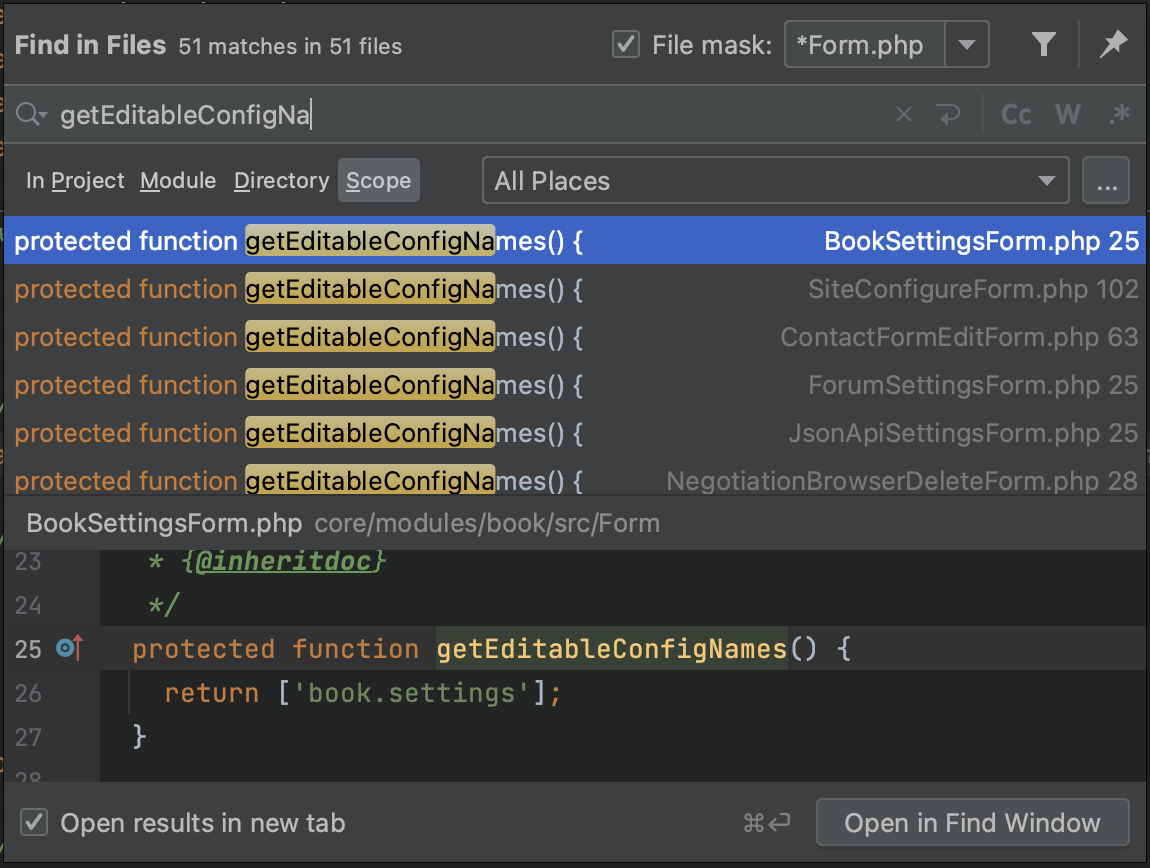 Find in Files 51 matches in 51 files File mask: *Form.php
getEditableConfigNa Cc W .*
In Project Module Directory Scope All Places ...
protected function getEditableConfigNames() { BookSettingsForm.php 25
protected function getEditableConfigNames() { SiteConfigureForm.php 102
protected function getEditableConfigNames() { ContactFormEditForm.php 63
protected function getEditableConfigNames() { ForumSettingsForm.php 25
protected function getEditableConfigNames() { JsonApiSettingsForm.php 25
protected function getEditableConfigNames() { NegotiationBrowserDeleteForm.php 28
BookSettingsForm.php core/modules/book/src/Form
23 * {@inheritdoc}
24 */
25 protected function getEditableConfigNames() {
26 return ['book.settings'];
27 }
28
Open results in new tab ⌘⏎ Open in Find Window